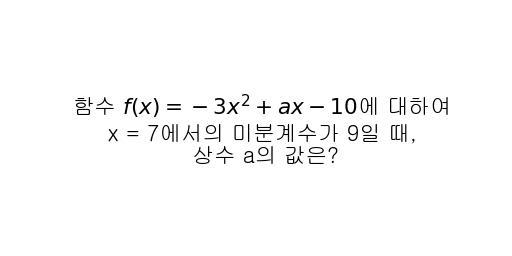 함수 f(x) = −3x² + ax − 10에 대하여
x = 7에서의 미분계수가 9일 때,
상수 a의 값은?